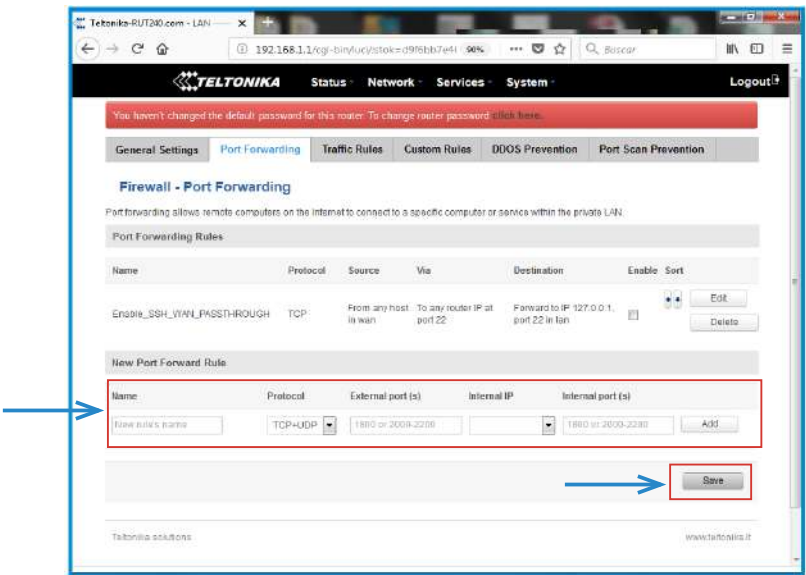 Teltonika-RUT240.com - LAN
192.168.1.1/cgi-bin/luci/;stok=d9f6bb7e4 90% Buscar
TELTONIKA Status Network Services System Logout
You haven't changed the default password for this router. To change router password click here.
General Settings Port Forwarding Traffic Rules Custom Rules DDOS Prevention Port Scan Prevention
Firewall - Port Forwarding
Port forwarding allows remote computers on the Internet to connect to a specific computer or service within the private LAN.
Port Forwarding Rules
Name Protocol Source Via Destination Enable Sort
Enable_SSH_WAN_PASSTHROUGH TCP From any host in wan To any router IP at port 22 Forward to IP 127.0.0.1, port 22 in lan Edit
Delete
New Port Forward Rule
Name Protocol External port (s) Internal IP Internal port (s)
New rule's name TCP+UDP 1800 or 2000-2200 1800 or 2000-2200 Add
Save
Teltonika solutions www.teltonika.lt